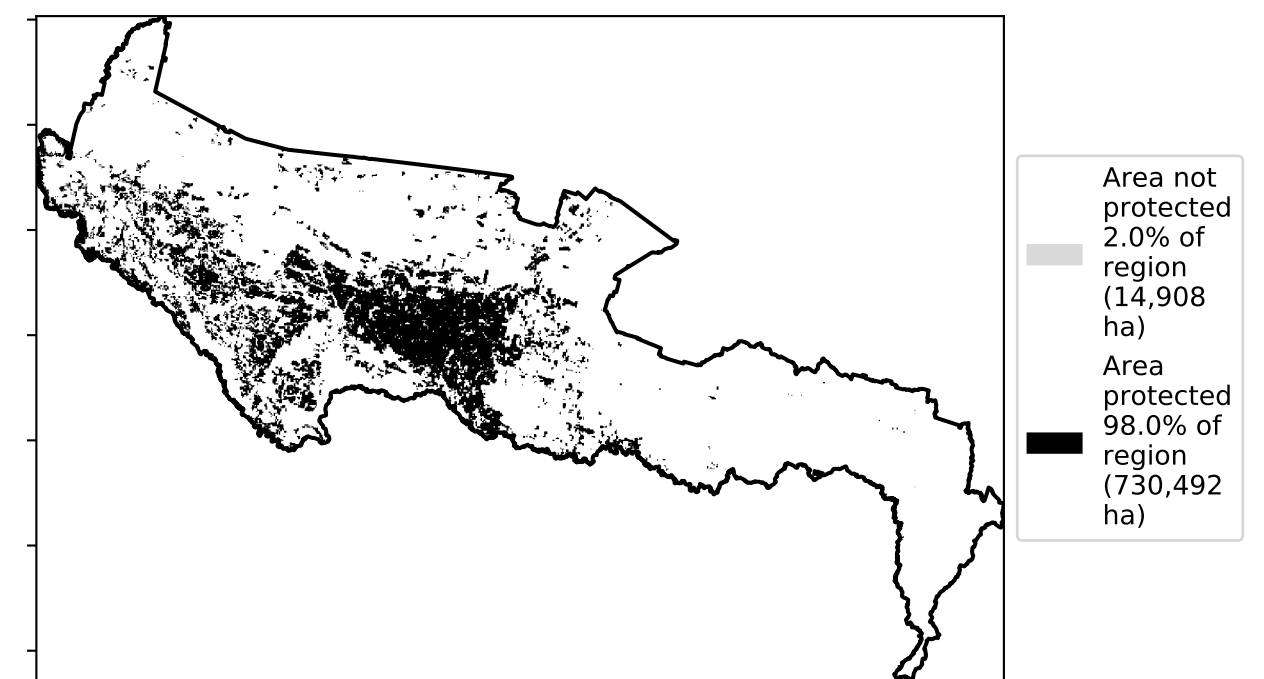 Area not
protected
2.0% of
region
(14,908
ha)
Area
protected
98.0% of
region
(730,492
ha)